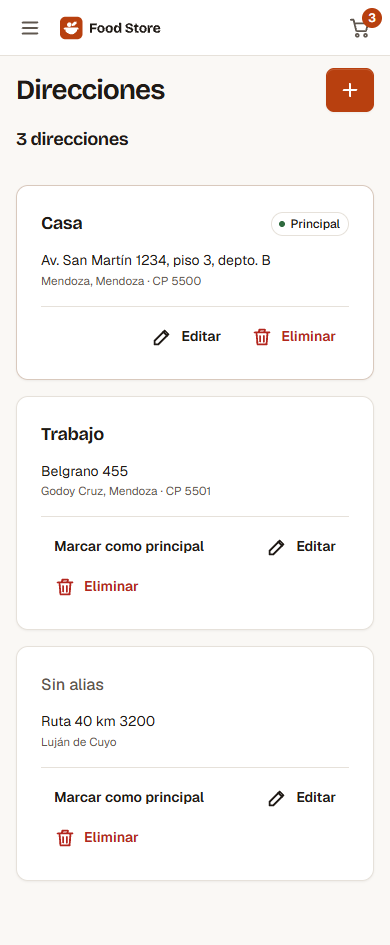 Food Store
3
Direcciones
3 direcciones
Casa
Principal
Av. San Martín 1234, piso 3, depto. B
Mendoza, Mendoza · CP 5500
Editar Eliminar
Trabajo
Belgrano 455
Godoy Cruz, Mendoza · CP 5501
Marcar como principal Editar
Eliminar
Sin alias
Ruta 40 km 3200
Luján de Cuyo
Marcar como principal Editar
Eliminar